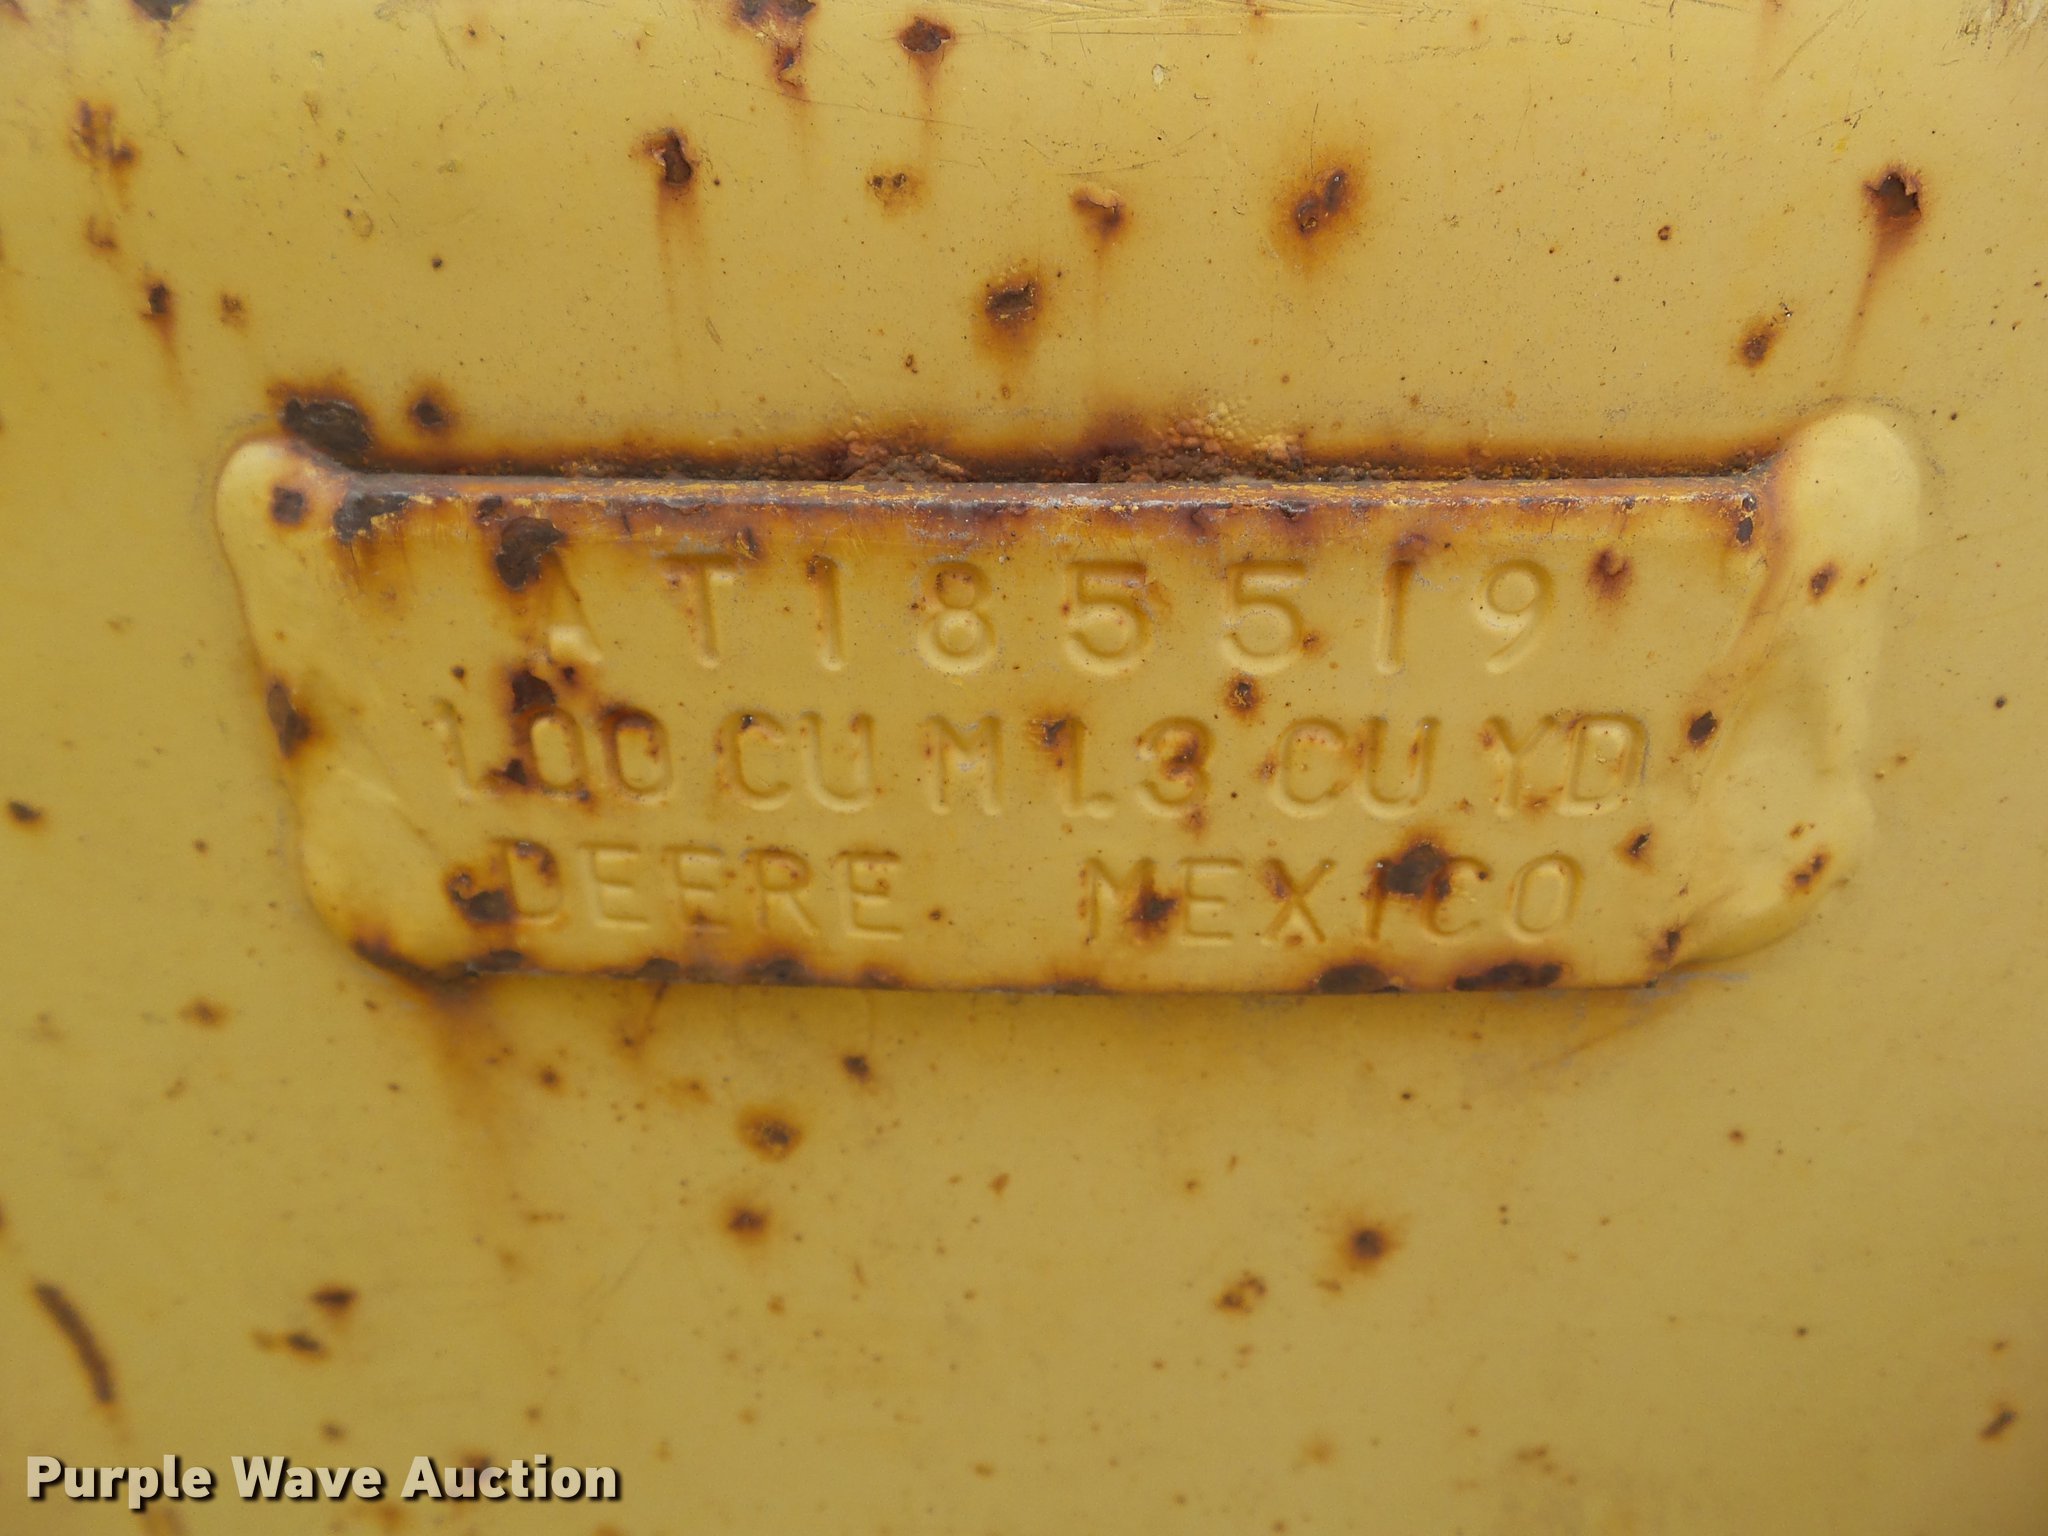 AT185519
1.00 CU M 1.3 CU YD
DEERE MEXICO
Purple Wave Auction